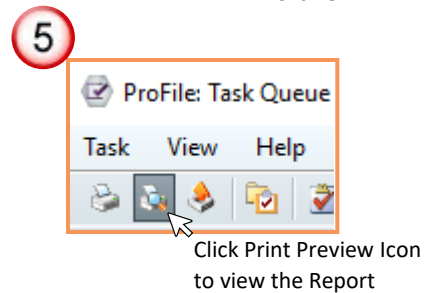 5
ProFile: Task Queue
Task View Help
Click Print Preview Icon
to view the Report